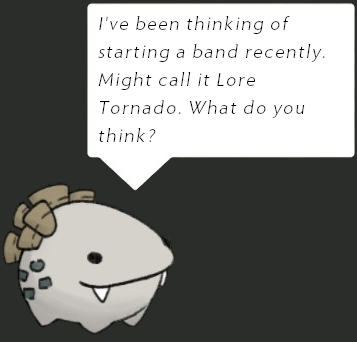 I've been thinking of
starting a band recently.
Might call it Lore
Tornado. What do you
think?